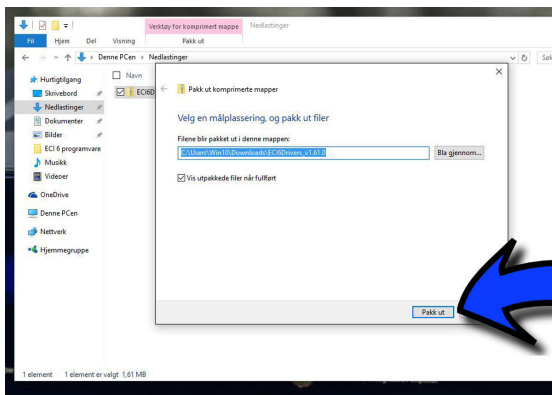 Verktøy for komprimert mappe
Nedlastinger
Fil
Hjem
Del
Visning
Pakk ut
Denne PCen > Nedlastinger
Søk
Hurtigtilgang
Skrivebord
Nedlastinger
Dokumenter
Bilder
ECI 6 programvare
Musikk
Videoer
OneDrive
Denne PCen
Nettverk
Hjemmegruppe
Navn
ECI6D
Pakk ut komprimerte mapper
Velg en målplassering, og pakk ut filer
Filene blir pakket ut i denne mappen:
C:\Users\Win10\Downloads\ECI6Drivers_v1.61.0
Bla gjennom...
Vis utpakkede filer når fullført
Pakk ut
1 element
1 element er valgt 1,61 MB